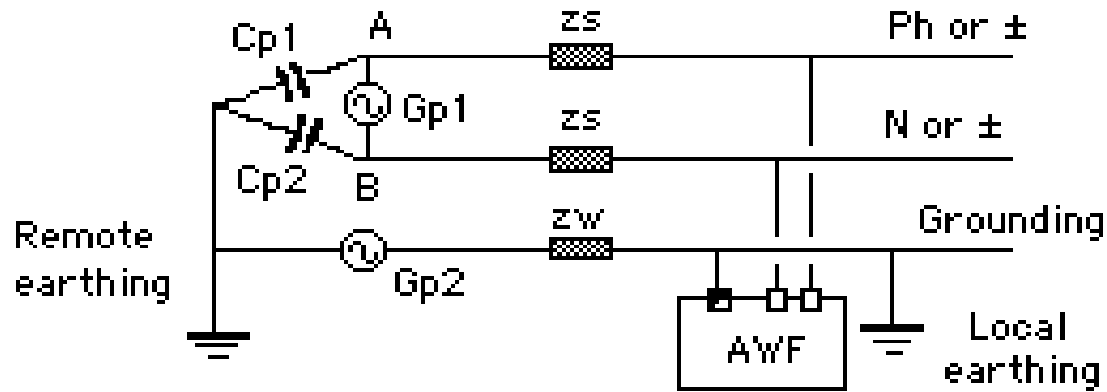 Cp1
A
zs
Ph or ±
Gp1
zs
N or ±
Cp2
B
zw
Grounding
Remote
earthing
Gp2
AWF
Local
earthing